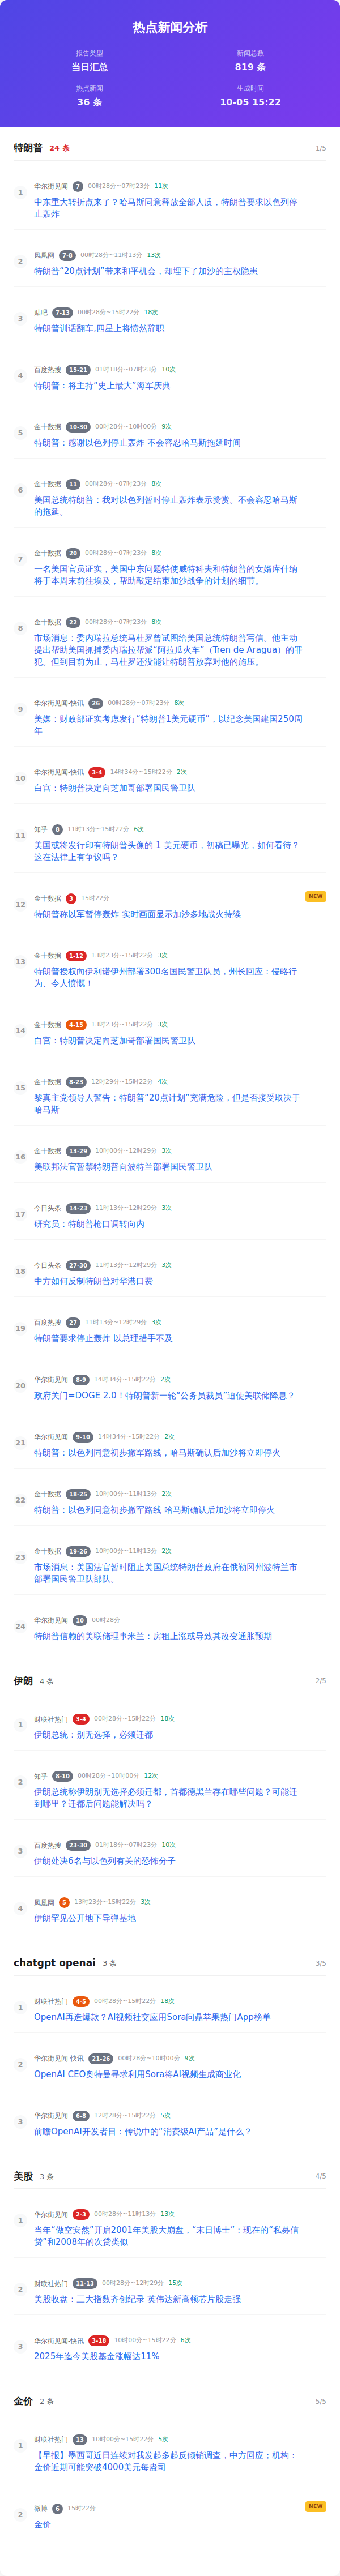 热点新闻分析
报告类型
新闻总数
当日汇总
819 条
热点新闻
生成时间
36 条
10-05 15:22
特朗普 24 条 1/5
1
华尔街见闻 7 00时28分~07时23分 11次
中东重大转折点来了？哈马斯同意释放全部人质，特朗普要求以色列停
止轰炸
2
凤凰网 7-8 00时28分~11时13分 13次
特朗普“20点计划”带来和平机会，却埋下了加沙的主权隐患
3
贴吧 7-13 00时28分~15时22分 18次
特朗普训话翻车,四星上将愤然辞职
4
百度热搜 15-21 01时18分~07时23分 10次
特朗普：将主持“史上最大”海军庆典
5
金十数据 10-30 00时28分~10时00分 9次
特朗普：感谢以色列停止轰炸 不会容忍哈马斯拖延时间
6
金十数据 11 00时28分~07时23分 8次
美国总统特朗普：我对以色列暂时停止轰炸表示赞赏。不会容忍哈马斯
的拖延。
7
金十数据 20 00时28分~07时23分 8次
一名美国官员证实，美国中东问题特使威特科夫和特朗普的女婿库什纳
将于本周末前往埃及，帮助敲定结束加沙战争的计划的细节。
8
金十数据 22 00时28分~07时23分 8次
市场消息：委内瑞拉总统马杜罗曾试图给美国总统特朗普写信。他主动
提出帮助美国抓捕委内瑞拉帮派“阿拉瓜火车”（Tren de Aragua）的罪
犯。但到目前为止，马杜罗还没能让特朗普放弃对他的施压。
9
华尔街见闻-快讯 26 00时28分~07时23分 8次
美媒：财政部证实考虑发行“特朗普1美元硬币”，以纪念美国建国250周
年
10
华尔街见闻-快讯 3-4 14时34分~15时22分 2次
白宫：特朗普决定向芝加哥部署国民警卫队
11
知乎 8 11时13分~15时22分 6次
美国或将发行印有特朗普头像的 1 美元硬币，初稿已曝光，如何看待？
这在法律上有争议吗？
12
金十数据 3 15时22分 NEW
特朗普称以军暂停轰炸 实时画面显示加沙多地战火持续
13
金十数据 1-12 13时23分~15时22分 3次
特朗普授权向伊利诺伊州部署300名国民警卫队员，州长回应：侵略行
为、令人愤慨！
14
金十数据 4-15 13时23分~15时22分 3次
白宫：特朗普决定向芝加哥部署国民警卫队
15
金十数据 8-23 12时29分~15时22分 4次
黎真主党领导人警告：特朗普“20点计划”充满危险，但是否接受取决于
哈马斯
16
金十数据 13-29 10时00分~12时29分 3次
美联邦法官暂禁特朗普向波特兰部署国民警卫队
17
今日头条 14-23 11时13分~12时29分 3次
研究员：特朗普枪口调转向内
18
今日头条 27-30 11时13分~12时29分 3次
中方如何反制特朗普对华港口费
19
百度热搜 27 11时13分~12时29分 3次
特朗普要求停止轰炸 以总理措手不及
20
华尔街见闻 8-9 14时34分~15时22分 2次
政府关门=DOGE 2.0！特朗普新一轮“公务员裁员”迫使美联储降息？
21
华尔街见闻 9-10 14时34分~15时22分 2次
特朗普：以色列同意初步撤军路线，哈马斯确认后加沙将立即停火
22
金十数据 18-25 10时00分~11时13分 2次
特朗普：以色列同意初步撤军路线 哈马斯确认后加沙将立即停火
23
金十数据 19-26 10时00分~11时13分 2次
市场消息：美国法官暂时阻止美国总统特朗普政府在俄勒冈州波特兰市
部署国民警卫队部队。
24
华尔街见闻 10 00时28分
特朗普信赖的美联储理事米兰：房租上涨或导致其改变通胀预期
伊朗 4 条 2/5
1
财联社热门 3-4 00时28分~15时22分 18次
伊朗总统：别无选择，必须迁都
2
知乎 8-10 00时28分~10时00分 12次
伊朗总统称伊朗别无选择必须迁都，首都德黑兰存在哪些问题？可能迁
到哪里？迁都后问题能解决吗？
3
百度热搜 23-30 01时18分~07时23分 10次
伊朗处决6名与以色列有关的恐怖分子
4
凤凰网 5 13时23分~15时22分 3次
伊朗罕见公开地下导弹基地
chatgpt openai 3 条 3/5
1
财联社热门 4-5 00时28分~15时22分 18次
OpenAI再造爆款？AI视频社交应用Sora问鼎苹果热门App榜单
2
华尔街见闻-快讯 21-26 00时28分~10时00分 9次
OpenAI CEO奥特曼寻求利用Sora将AI视频生成商业化
3
华尔街见闻 6-8 12时28分~15时22分 5次
前瞻OpenAI开发者日：传说中的“消费级AI产品”是什么？
美股 3 条 4/5
1
华尔街见闻 2-3 00时28分~11时13分 13次
当年“做空安然”开启2001年美股大崩盘，“末日博士”：现在的“私募信
贷”和2008年的次贷类似
2
财联社热门 11-13 00时28分~12时29分 15次
美股收盘：三大指数齐创纪录 英伟达新高领芯片股走强
3
华尔街见闻-快讯 3-18 10时00分~15时22分 6次
2025年迄今美股基金涨幅达11%
金价 2 条 5/5
1
财联社热门 13 10时00分~15时22分 5次
【早报】墨西哥近日连续对我发起多起反倾销调查，中方回应；机构：
金价近期可能突破4000美元每盎司
2
微博 6 15时22分 NEW
金价